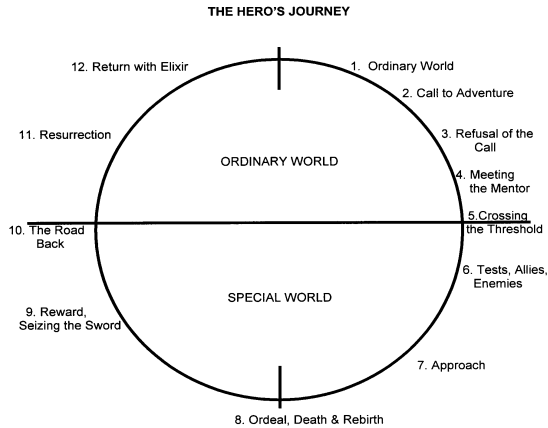 THE HERO'S JOURNEY
12. Return with Elixir
1. Ordinary World
2. Call to Adventure
11. Resurrection
3. Refusal of the
Call
ORDINARY WORLD
4. Meeting
the Mentor
10. The Road
Back
5.Crossing
the Threshold
6. Tests, Allies,
Enemies
SPECIAL WORLD
9. Reward,
Seizing the Sword
7. Approach
8. Ordeal, Death & Rebirth